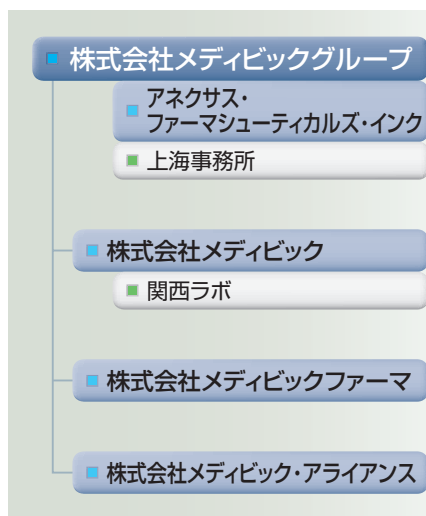 株式会社メディビックグループ
アネクサス・
ファーマシューティカルズ・インク
上海事務所
株式会社メディビック
関西ラボ
株式会社メディビックファーマ
株式会社メディビック・アライアンス